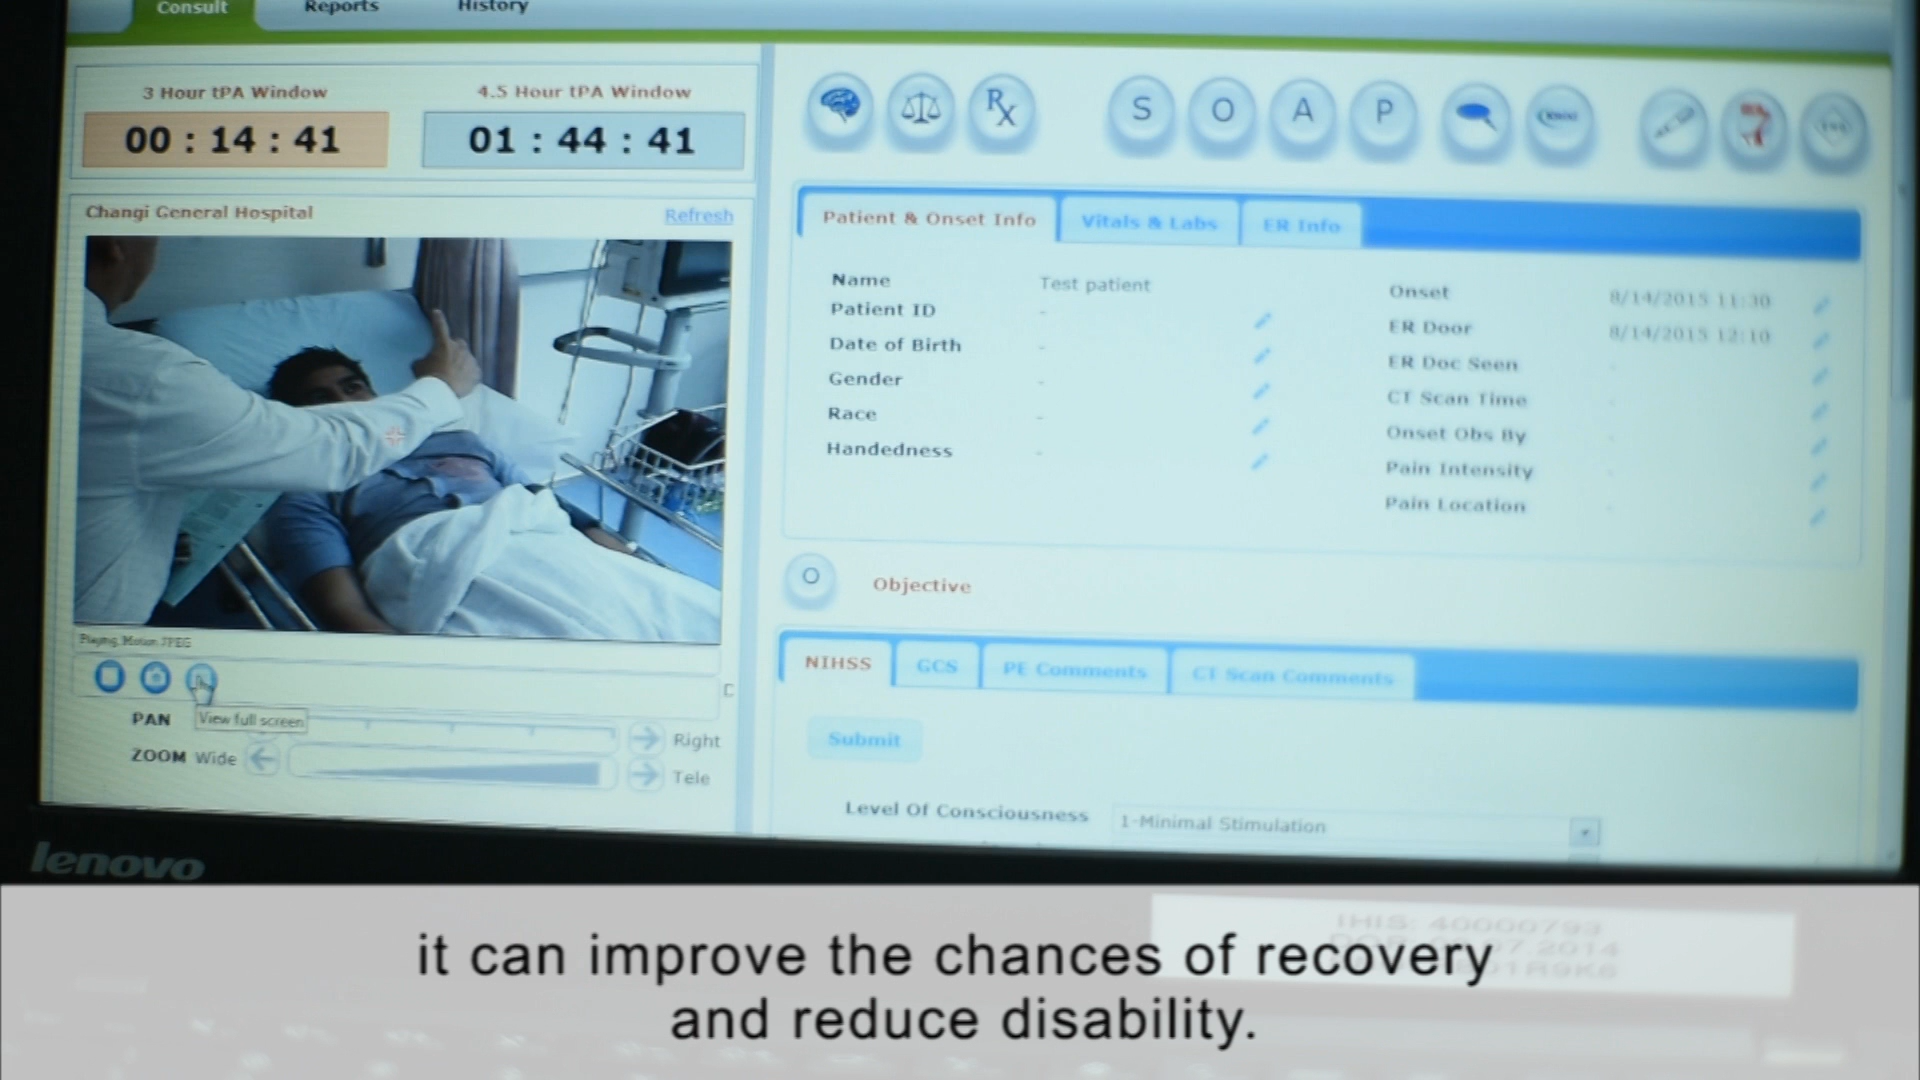 Consult Reports History
3 Hour tPA Window 4.5 Hour tPA Window
00 : 14 : 41 01 : 44 : 41
S O A P
Changi General Hospital Refresh
Patient & Onset Info Vitals & Labs ER Info
Name Test patient
Patient ID -
Date of Birth -
Gender -
Race -
Handedness -
Onset 8/14/2015 11:30
ER Door 8/14/2015 12:10
ER Doc Seen
CT Scan Time
Onset Obs By
Pain Intensity
Pain Location
Playing Motion JPEG
PAN View full screen Right
ZOOM Wide Tele
O Objective
NIHSS GCS PE Comments CT Scan Comments
Submit
Level Of Consciousness 1-Minimal Stimulation
lenovo
IHIS: 40000793
it can improve the chances of recovery
and reduce disability.